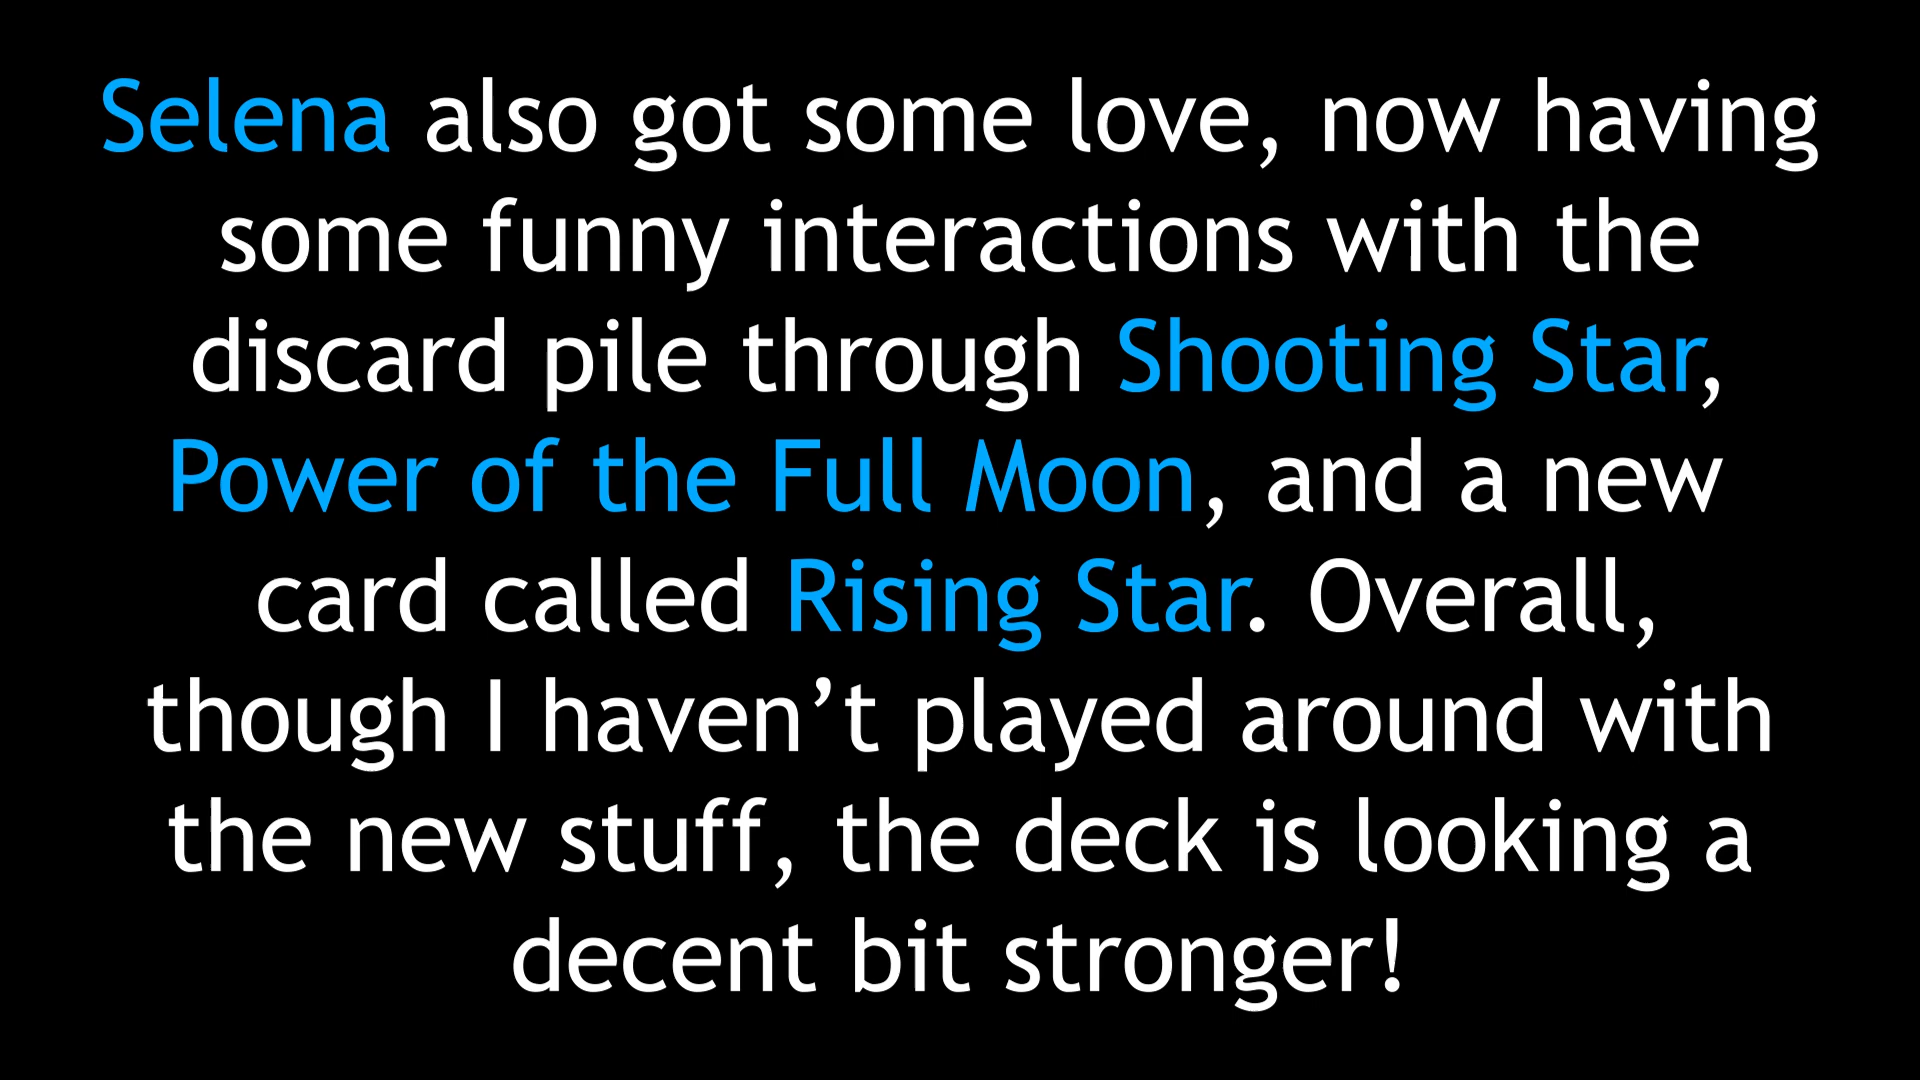 Selena also got some love, now having
some funny interactions with the
discard pile through Shooting Star,
Power of the Full Moon, and a new
card called Rising Star. Overall,
though I haven’t played around with
the new stuff, the deck is looking a
decent bit stronger!